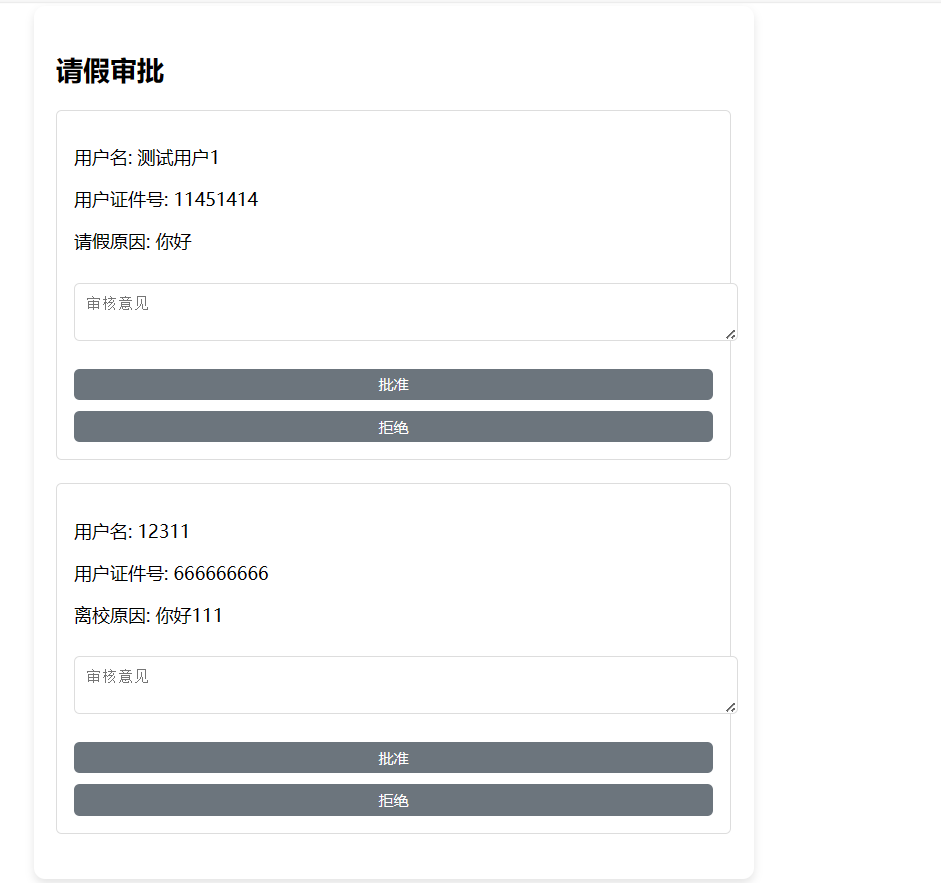 请假审批
用户名: 测试用户1
用户证件号: 11451414
请假原因: 你好
审核意见
批准
拒绝
用户名: 12311
用户证件号: 666666666
离校原因: 你好111
审核意见
批准
拒绝